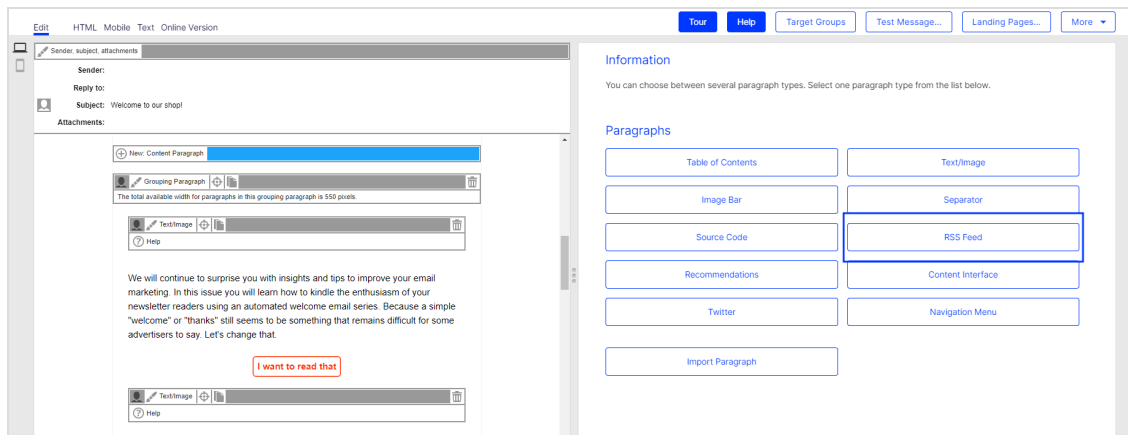 Edit HTML Mobile Text Online Version
Tour Help Target Groups Test Message... Landing Pages... More
Sender, subject, attachments
Sender:
Reply to:
Subject: Welcome to our shop!
Attachments:
New: Content Paragraph
Grouping Paragraph
The total available width for paragraphs in this grouping paragraph is 550 pixels.
Text/Image
? Help
We will continue to surprise you with insights and tips to improve your email
marketing. In this issue you will learn how to kindle the enthusiasm of your
newsletter readers using an automated welcome email series. Because a simple
"welcome" or "thanks" still seems to be something that remains difficult for some
advertisers to say. Let's change that.
I want to read that
Text/Image
? Help
Information
You can choose between several paragraph types. Select one paragraph type from the list below.
Paragraphs
Table of Contents
Text/Image
Image Bar
Separator
Source Code
RSS Feed
Recommendations
Content Interface
Twitter
Navigation Menu
Import Paragraph